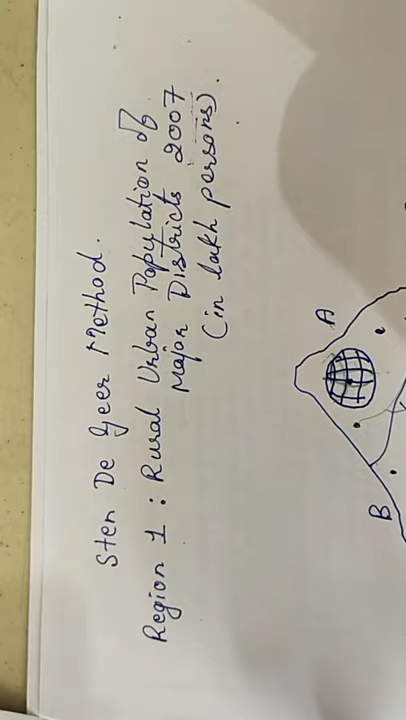 Sten De Geer Method.
Region 1 : Rural Urban Population of
Major Districts 2007
(in lakh persons).
A
B